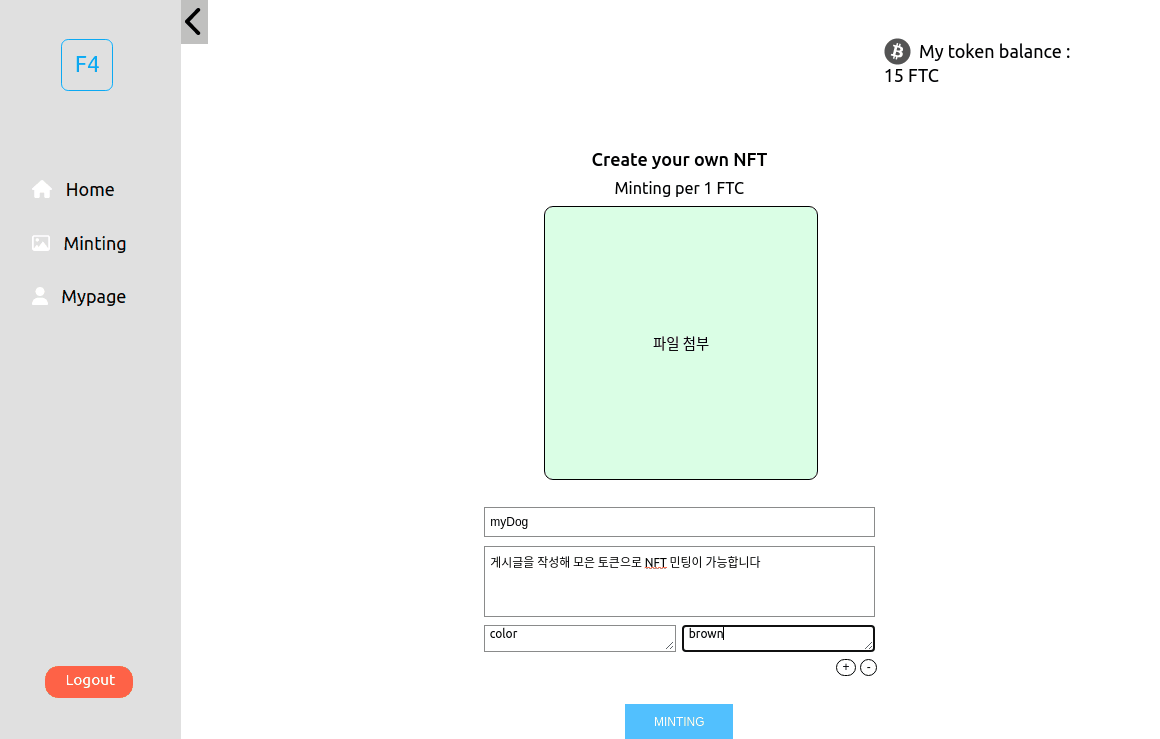 F4
My token balance :
15 FTC
Home
Minting
Mypage
Create your own NFT
Minting per 1 FTC
파일 첨부
myDog
게시글을 작성해 모은 토큰으로 NFT 민팅이 가능합니다
color
brown
+ -
MINTING
Logout